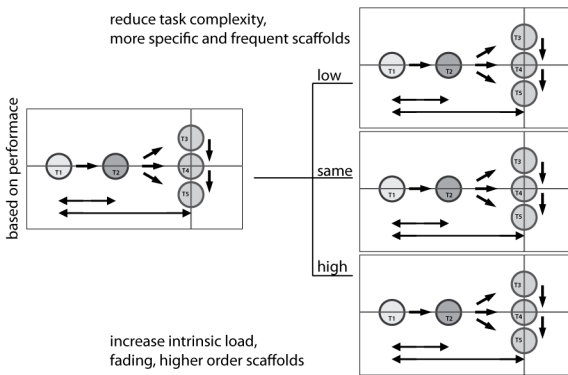 reduce task complexity,
more specific and frequent scaffolds
based on performace
T1
T2
T3
T4
T5
low
T1
T2
T3
T4
T5
same
T1
T2
T3
T4
T5
high
T1
T2
T3
T4
T5
increase intrinsic load,
fading, higher order scaffolds